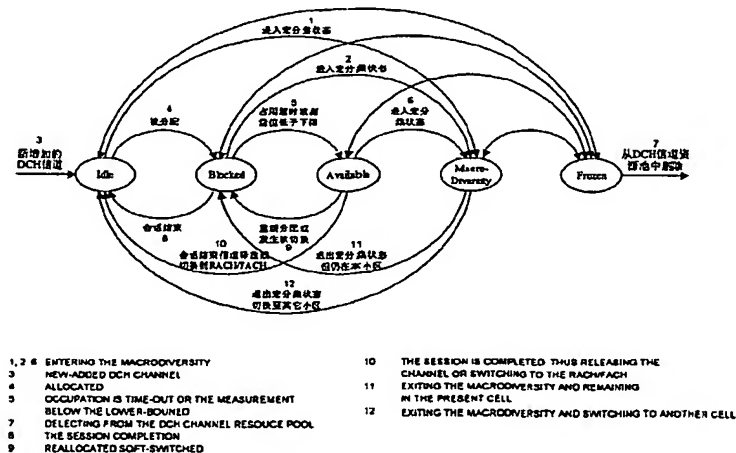 1
进入宏分集状态
2
进入宏分集状态
3
新增加的
DCH信道
4
被分配
5
占用超时或测
量值低于下限
6
进入宏分
集状态
7
从DCH信道资
源池中删除
Idle
Blocked
Available
Macro-
Diversity
Frozen
会话结束
8
10
会话结束信道释放或
切换到RACH/FACH
重新分配或
发生软切换
9
11
退出宏分集状态
但仍在本小区
12
退出宏分集状态
切换至其它小区
1, 2 6 ENTERING THE MACRODIVERSITY
3 NEW-ADDED DCH CHANNEL
4 ALLOCATED
5 OCCUPATION IS TIME-OUT OR THE MEASUREMENT
BELOW THE LOWER-BOUNED
7 DELECTING FROM THE DCH CHANNEL RESOUCE POOL
8 THE SESSION COMPLETION
9 REALLOCATED SOFT-SWITCHED
10 THE SESSION IS COMPLETED THUS RELEASING THE
CHANNEL OR SWITCHING TO THE RACH/FACH
11 EXITING THE MACRODIVERSITY AND REMAINING
IN THE PRESENT CELL
12 EXITING THE MACRODIVERSITY AND SWITCHING TO ANOTHER CELL